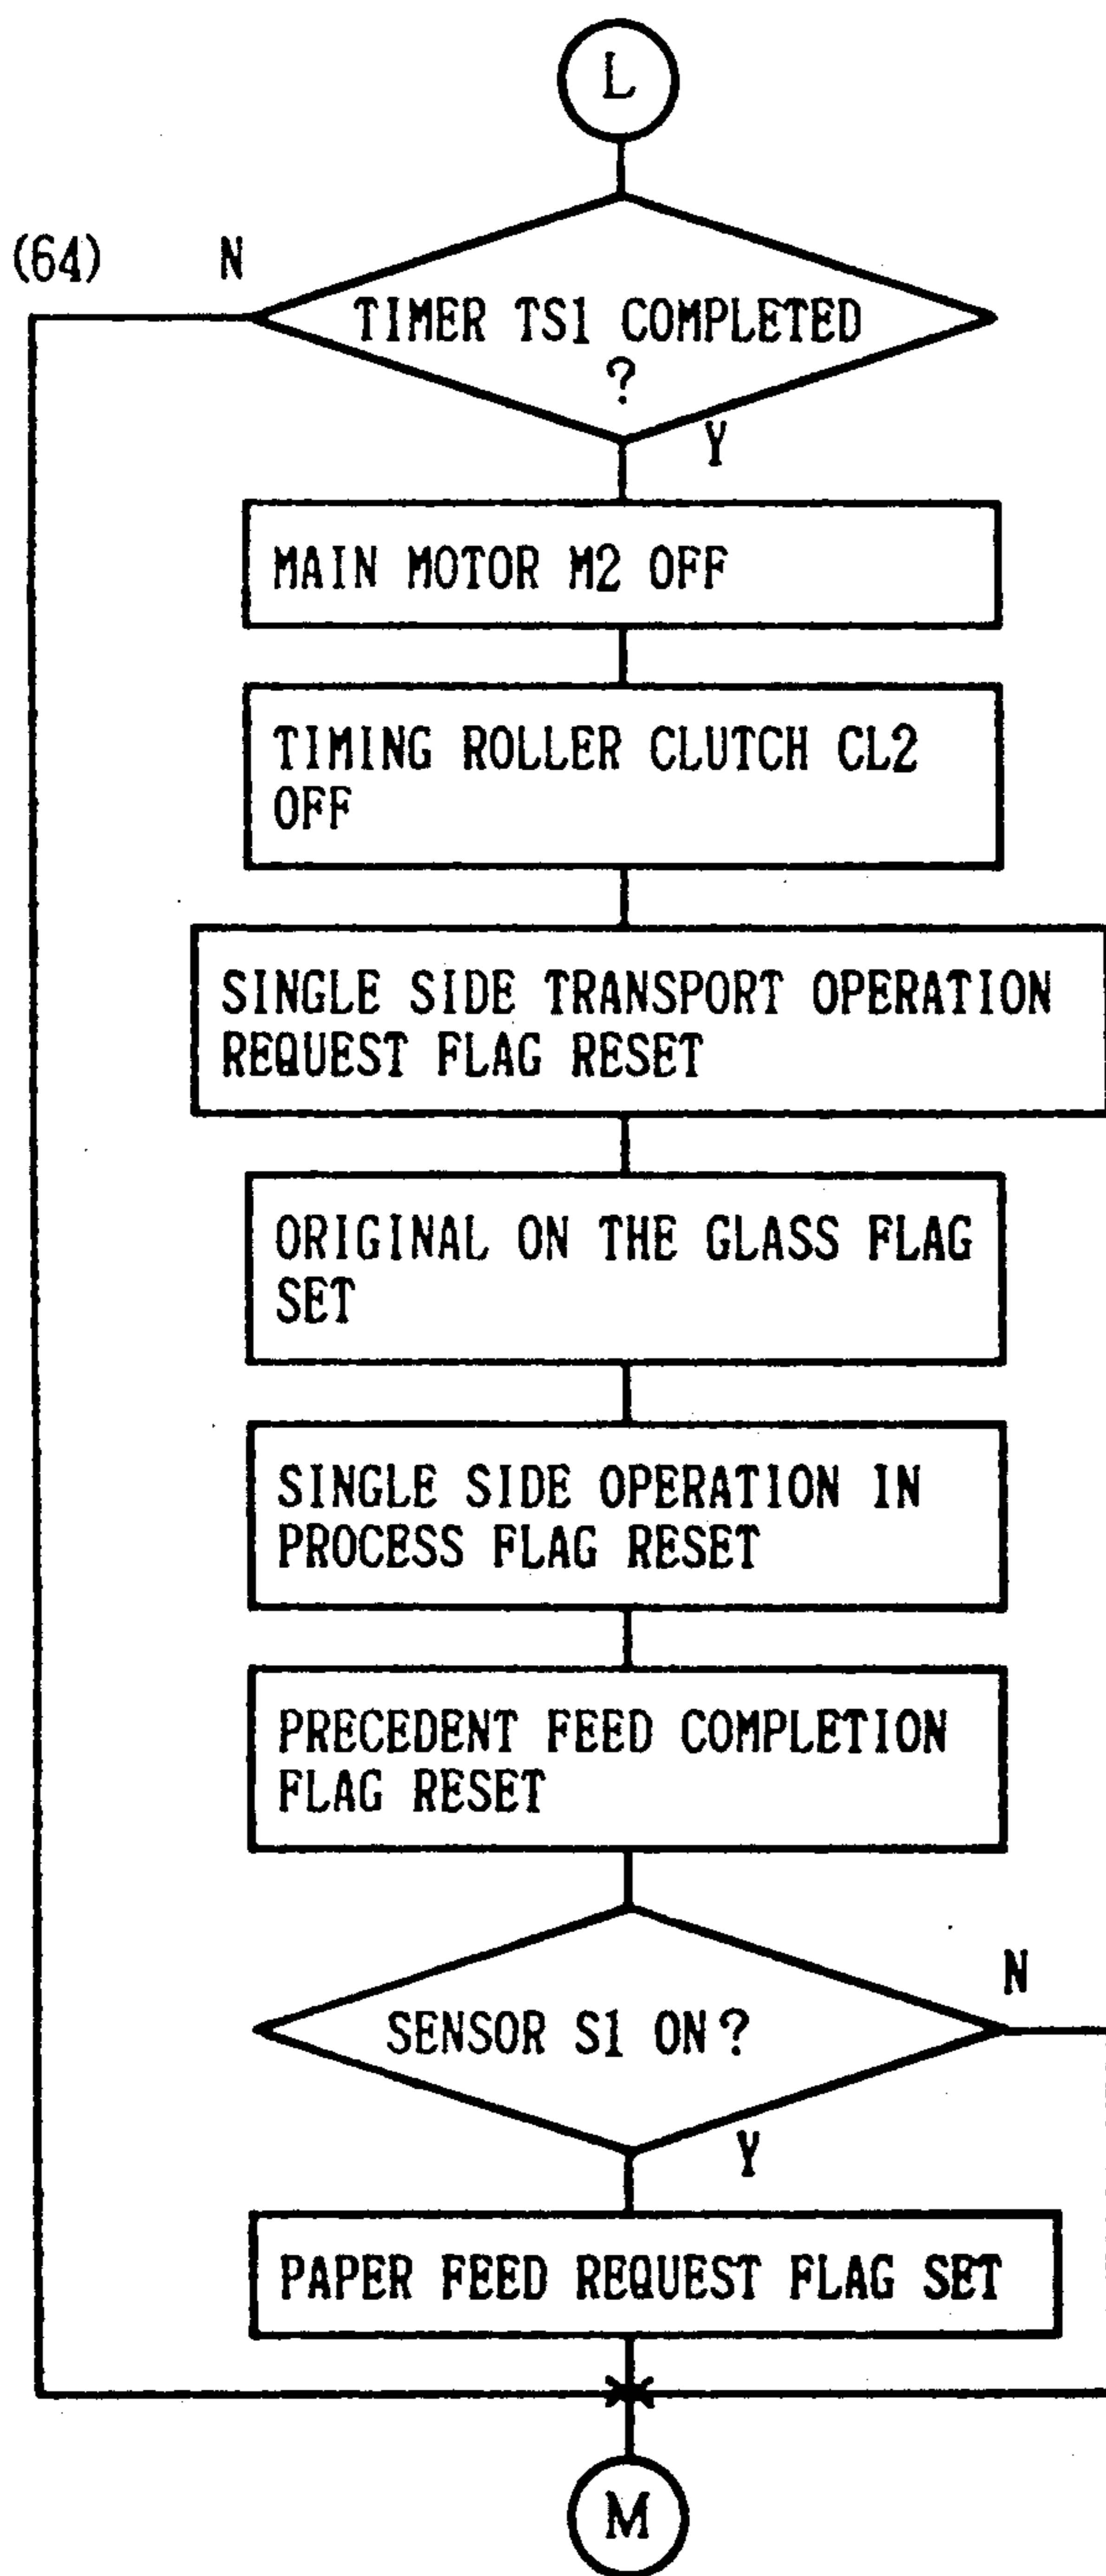 L
(64) N
TIMER TS1 COMPLETED
?
Y
MAIN MOTOR M2 OFF
TIMING ROLLER CLUTCH CL2
OFF
SINGLE SIDE TRANSPORT OPERATION
REQUEST FLAG RESET
ORIGINAL ON THE GLASS FLAG
SET
SINGLE SIDE OPERATION IN
PROCESS FLAG RESET
PRECEDENT FEED COMPLETION
FLAG RESET
N
SENSOR S1 ON?
Y
PAPER FEED REQUEST FLAG SET
M